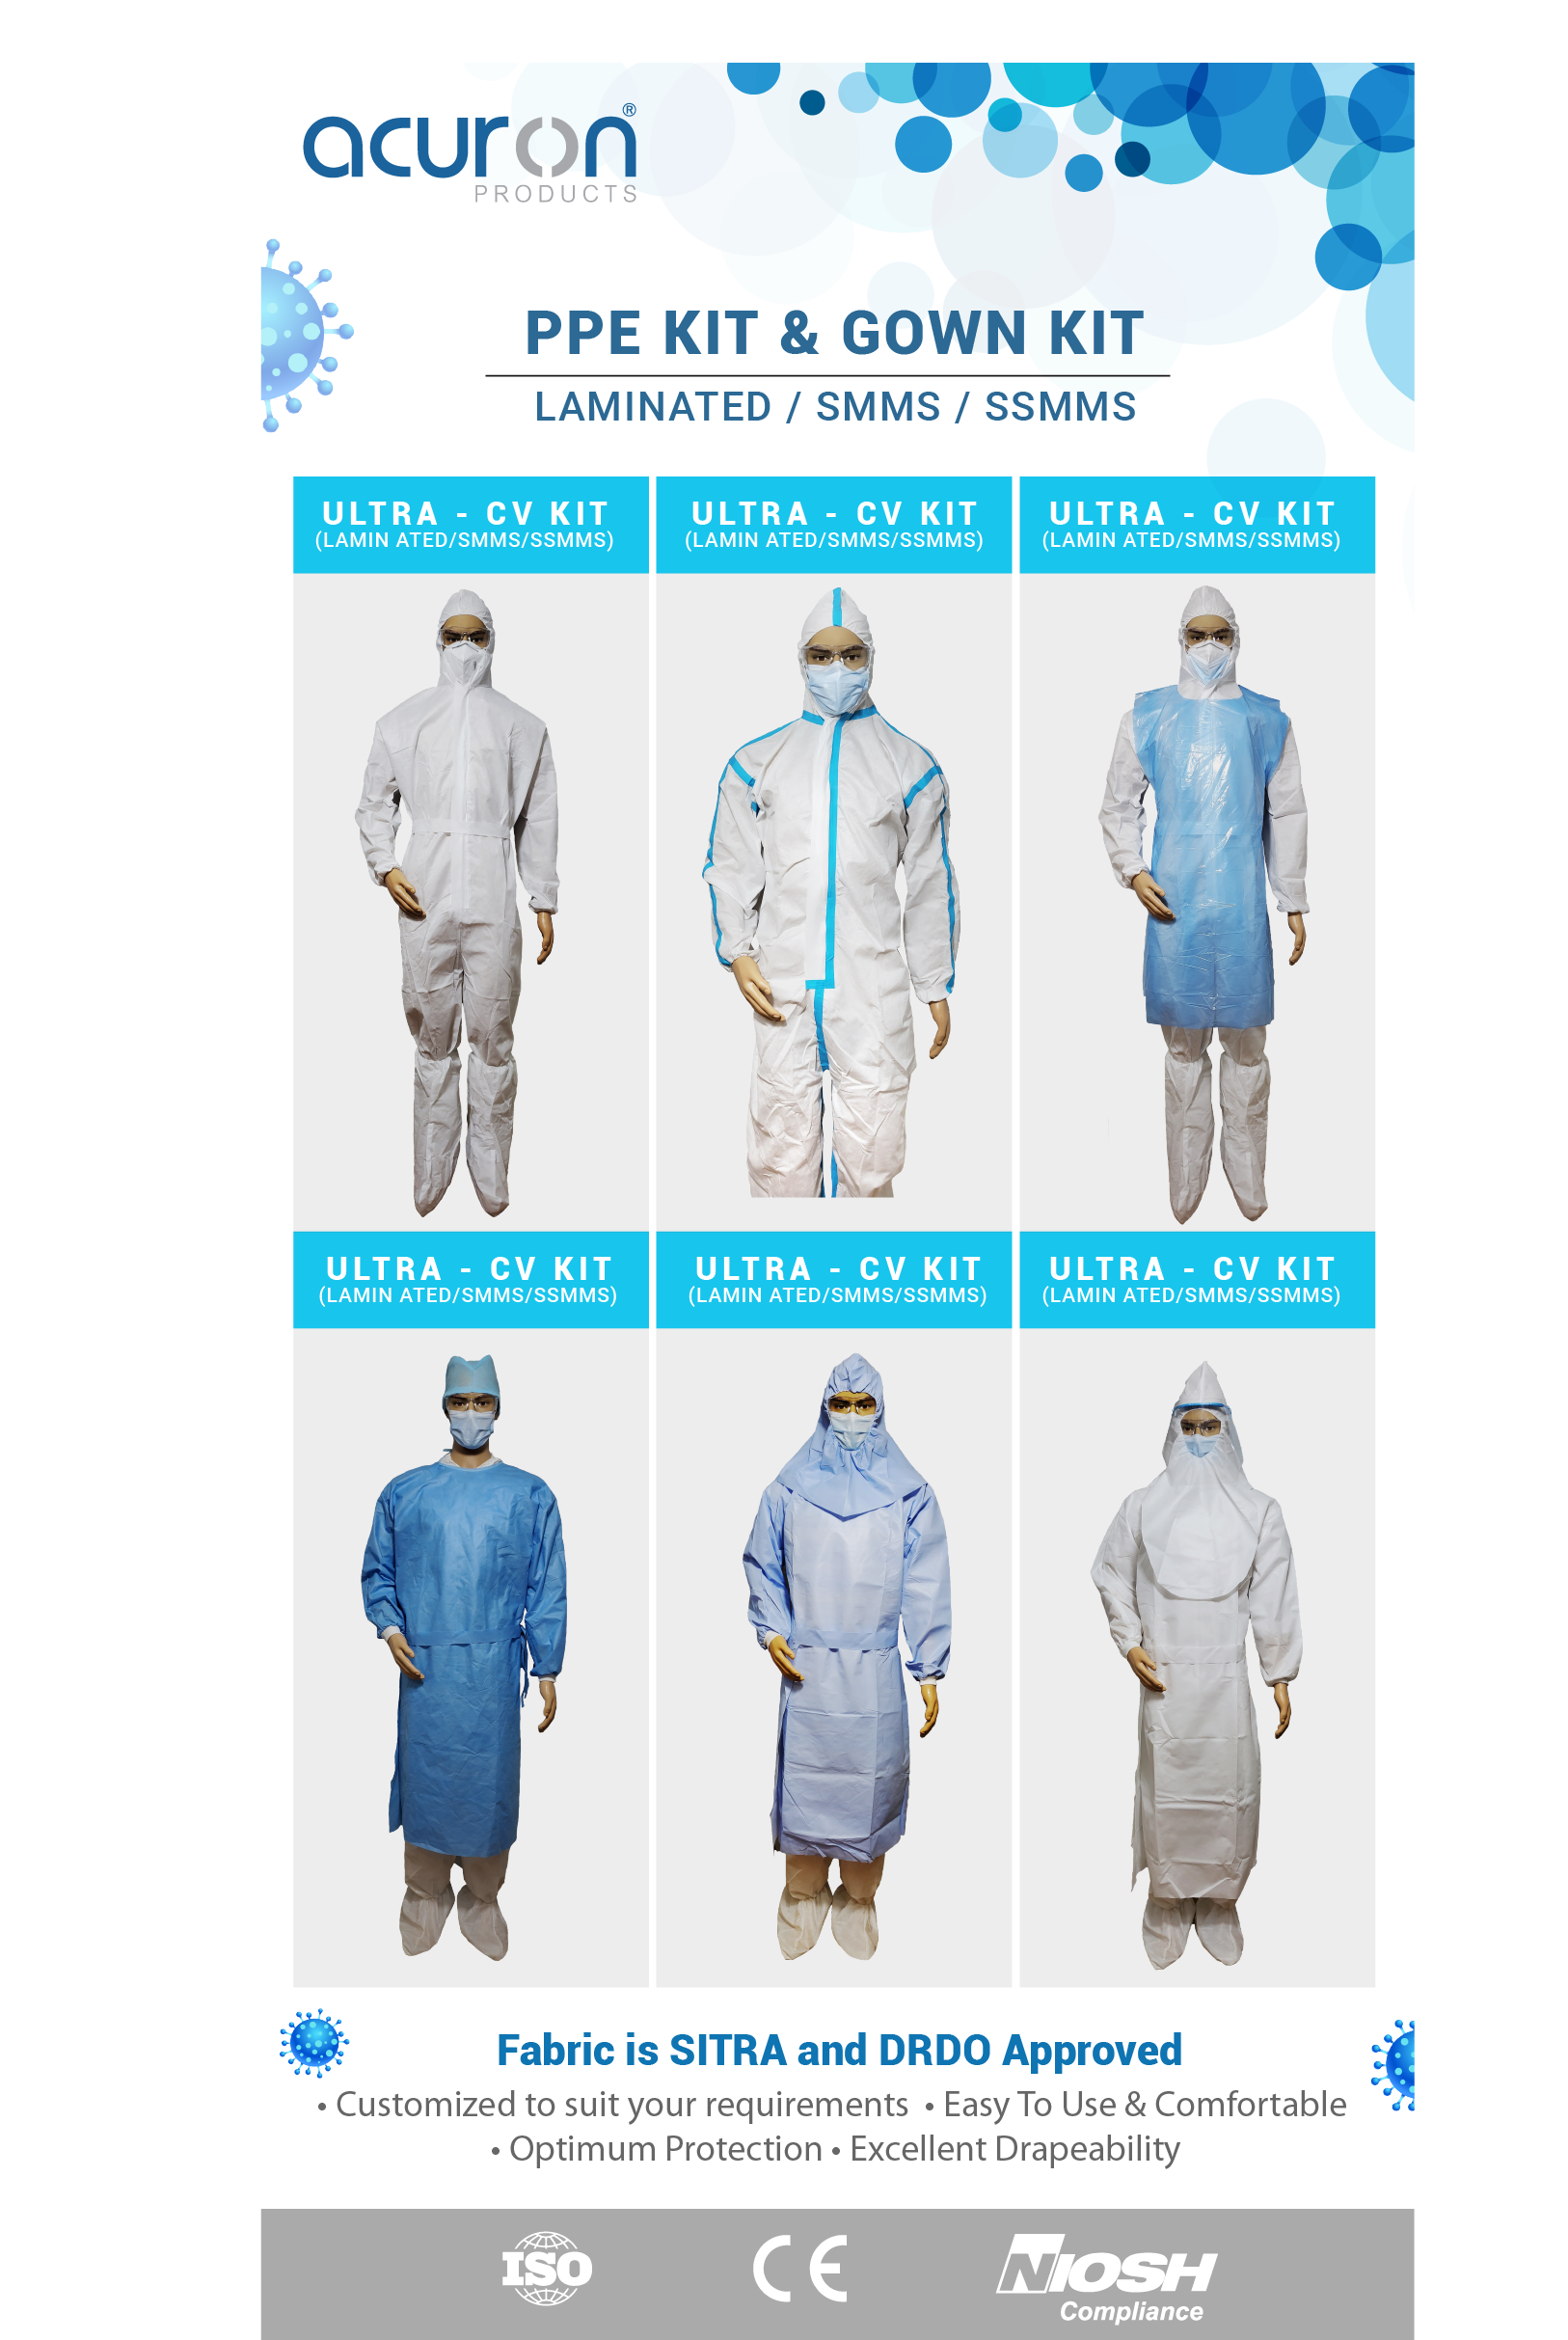 acuron®
PRODUCTS
PPE KIT & GOWN KIT
LAMINATED / SMMS / SSMMS
ULTRA - CV KIT
(LAMIN ATED/SMMS/SSMMS)
ULTRA - CV KIT
(LAMIN ATED/SMMS/SSMMS)
ULTRA - CV KIT
(LAMIN ATED/SMMS/SSMMS)
ULTRA - CV KIT
(LAMIN ATED/SMMS/SSMMS)
ULTRA - CV KIT
(LAMIN ATED/SMMS/SSMMS)
ULTRA - CV KIT
(LAMIN ATED/SMMS/SSMMS)
Fabric is SITRA and DRDO Approved
• Customized to suit your requirements • Easy To Use & Comfortable
• Optimum Protection • Excellent Drapeability
ISO
CE
NIOSH
Compliance